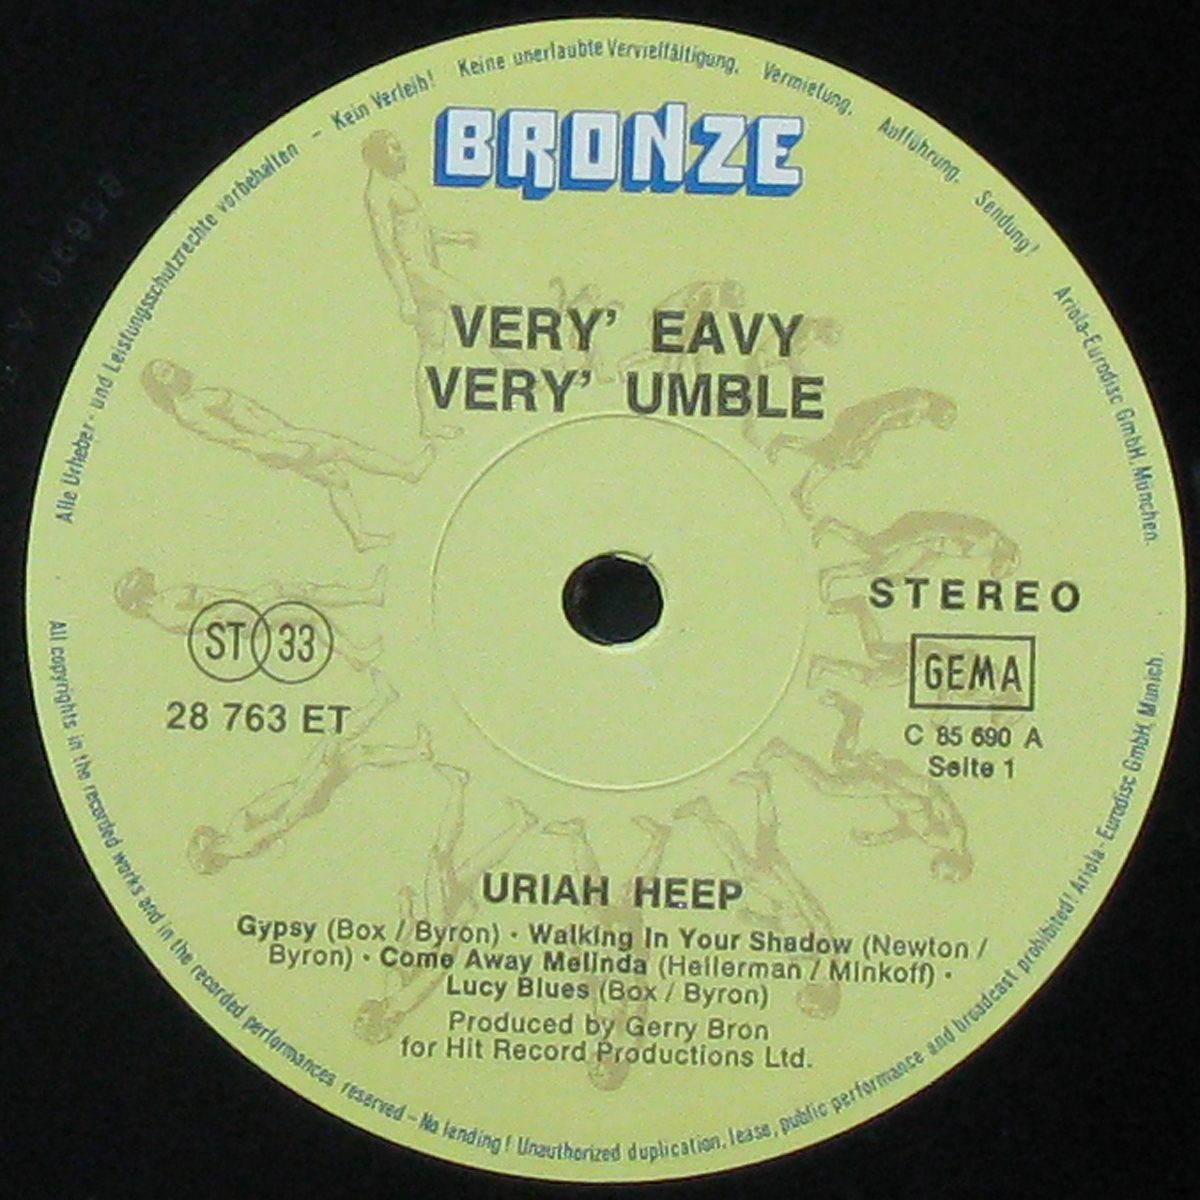 Alle Urheber- und Leistungsschutzrechte vorbehalten - Kein Verleih! Keine unerlaubte Vervielfältigung, Vermietung, Aufführung, Sendung! Ariola-Eurodisc GmbH, München.
BRONZE
VERY' EAVY
VERY' UMBLE
STEREO
ST 33
GEMA
28 763 ET
C 85 690 A
Seite 1
URIAH HEEP
Gypsy (Box / Byron) · Walking In Your Shadow (Newton /
Byron) · Come Away Melinda (Hellerman / Minkoff) ·
Lucy Blues (Box / Byron)
Produced by Gerry Bron
for Hit Record Productions Ltd.
All copyrights in the recorded works and in the recorded performances reserved - No lending! Unauthorized duplication, lease, public performance and broadcast prohibited! Ariola-Eurodisc GmbH, Munich.